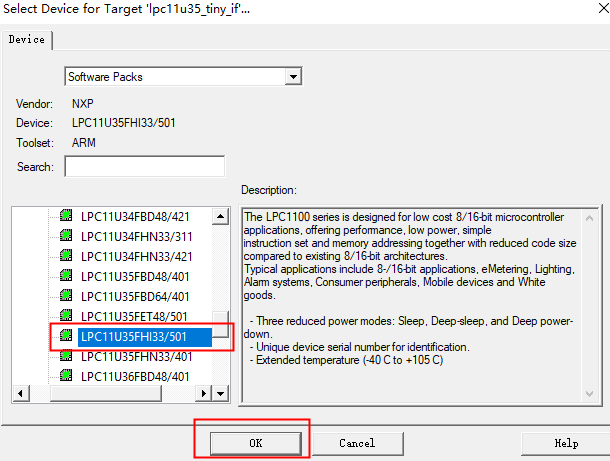 Select Device for Target 'lpc11u35_tiny_if'...
Device
Software Packs
Vendor: NXP
Device: LPC11U35FHI33/501
Toolset: ARM
Search:
Description:
LPC11U34FBD48/421
LPC11U34FHN33/311
LPC11U34FHN33/421
LPC11U35FBD48/401
LPC11U35FBD64/401
LPC11U35FET48/501
LPC11U35FHI33/501
LPC11U35FHN33/401
LPC11U36FBD48/401
The LPC1100 series is designed for low cost 8/16-bit microcontroller
applications, offering performance, low power, simple
instruction set and memory addressing together with reduced code size
compared to existing 8/16-bit architectures.
Typical applications include 8-/16-bit applications, eMetering, Lighting,
Alarm systems, Consumer peripherals, Mobile devices and White
goods.
- Three reduced power modes: Sleep, Deep-sleep, and Deep power-
down.
- Unique device serial number for identification.
- Extended temperature (-40 C to +105 C)
OK
Cancel
Help